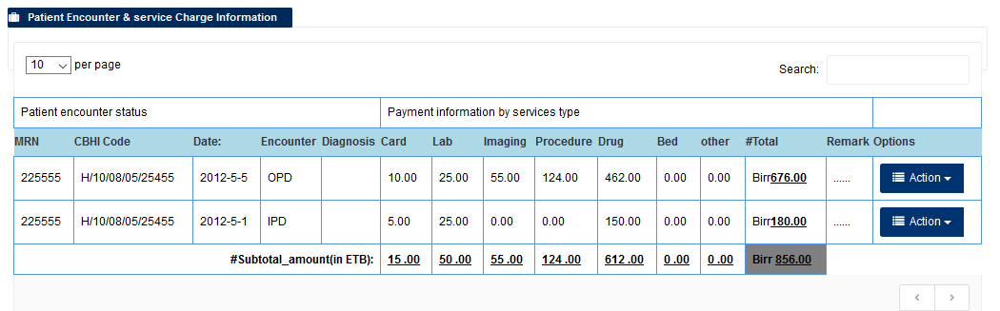 Patient Encounter & service Charge Information
10 per page
Search:
Patient encounter status Payment information by services type
MRN CBHI Code Date: Encounter Diagnosis Card Lab Imaging Procedure Drug Bed other #Total Remark Options
225555 H/10/08/05/25455 2012-5-5 OPD 10.00 25.00 55.00 124.00 462.00 0.00 0.00 Birr676.00 ...... Action
225555 H/10/08/05/25455 2012-5-1 IPD 5.00 25.00 0.00 0.00 150.00 0.00 0.00 Birr180.00 ...... Action
#Subtotal_amount(in ETB): 15 .00 50 .00 55.00 124.00 612 .00 0 .00 0 .00 Birr 856.00